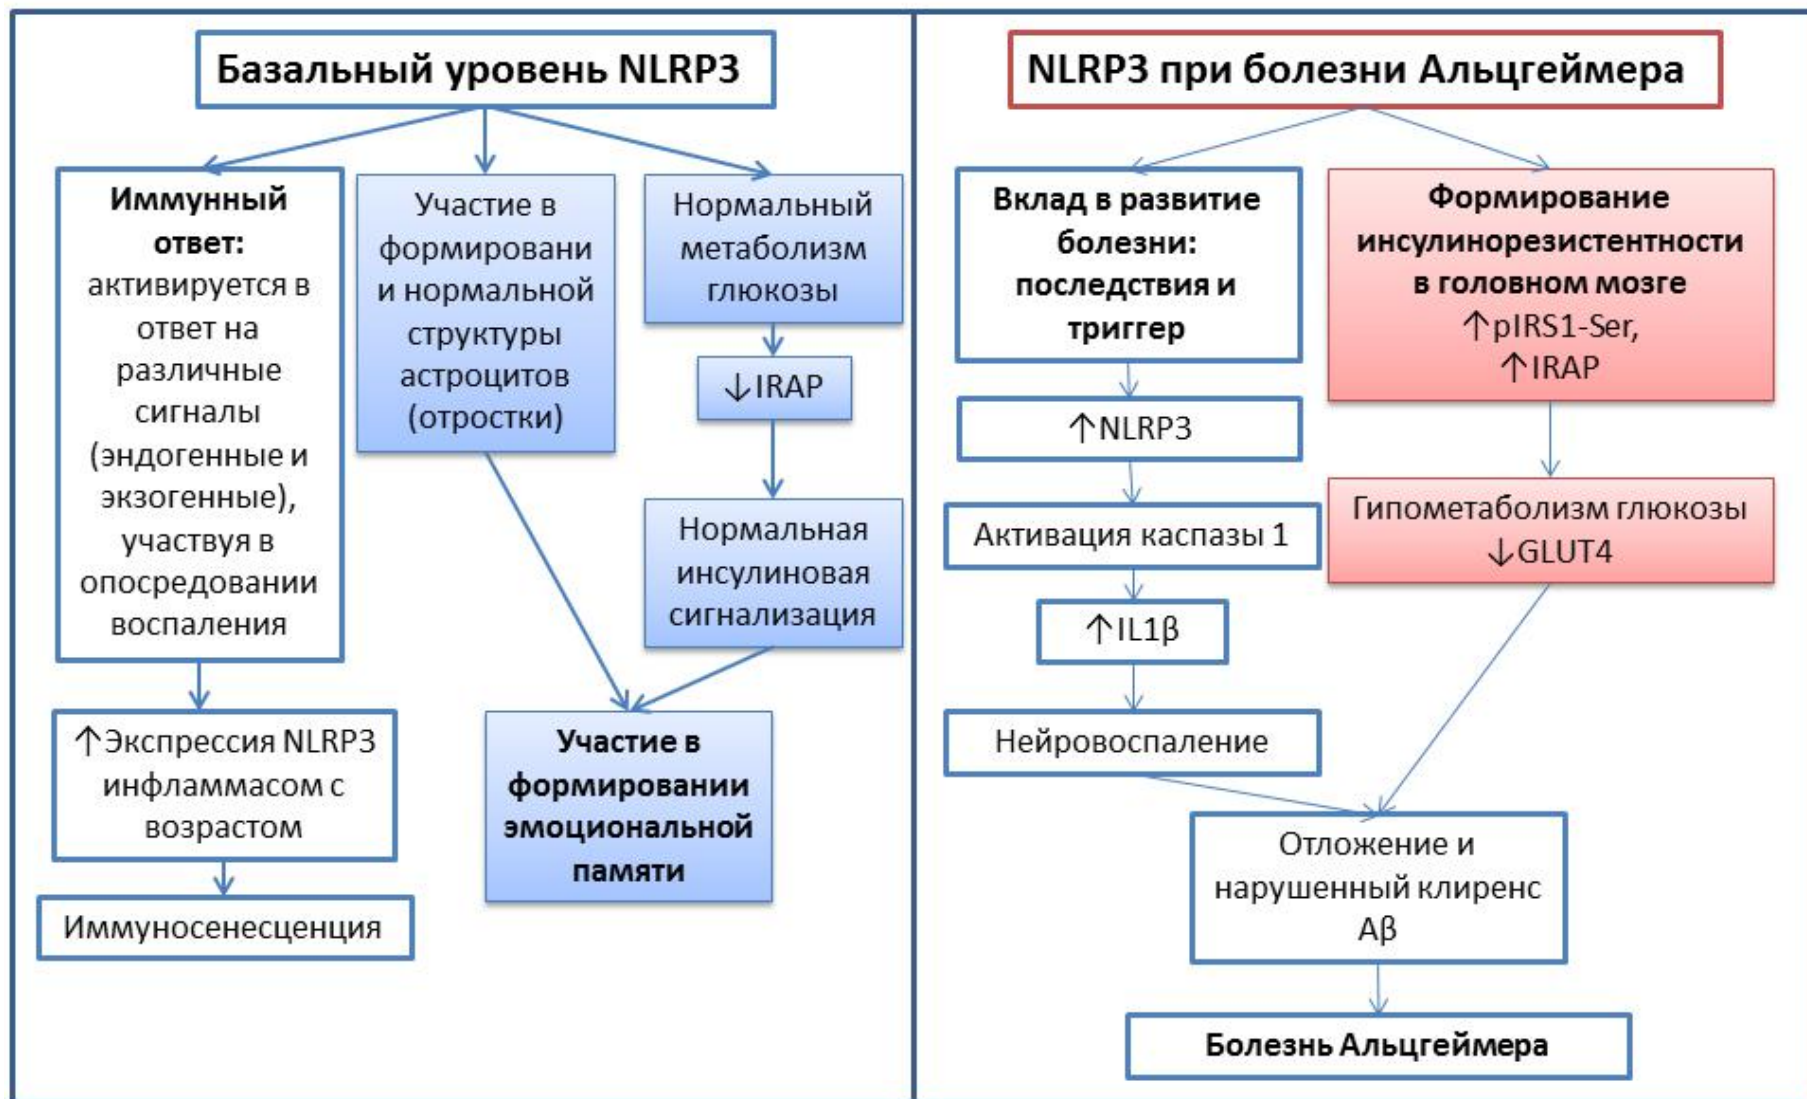 Базальный уровень NLRP3
Иммунный
ответ:
активируется в
ответ на
различные
сигналы
(эндогенные и
экзогенные),
участвуя в
опосредовании
воспаления
↑Экспрессия NLRP3
инфламмасом с
возрастом
Иммуносенесценция
Участие в
формировани
и нормальной
структуры
астроцитов
(отростки)
Нормальный
метаболизм
глюкозы
↓IRAP
Нормальная
инсулиновая
сигнализация
Участие в
формировании
эмоциональной
памяти
NLRP3 при болезни Альцгеймера
Вклад в развитие
болезни:
последствия и
триггер
↑NLRP3
Активация каспазы 1
↑IL1β
Нейровоспаление
Формирование
инсулинорезистентности
в головном мозге
↑pIRS1-Ser,
↑IRAP
Гипометаболизм глюкозы
↓GLUT4
Отложение и
нарушенный клиренс
Aβ
Болезнь Альцгеймера